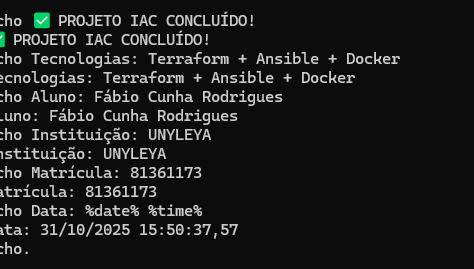 cho ✅ PROJETO IAC CONCLUÍDO!
✅ PROJETO IAC CONCLUÍDO!
cho Tecnologias: Terraform + Ansible + Docker
ecnologias: Terraform + Ansible + Docker
cho Aluno: Fábio Cunha Rodrigues
luno: Fábio Cunha Rodrigues
cho Instituição: UNYLEYA
nstituição: UNYLEYA
cho Matrícula: 81361173
atrícula: 81361173
cho Data: %date% %time%
ata: 31/10/2025 15:50:37,57
cho.